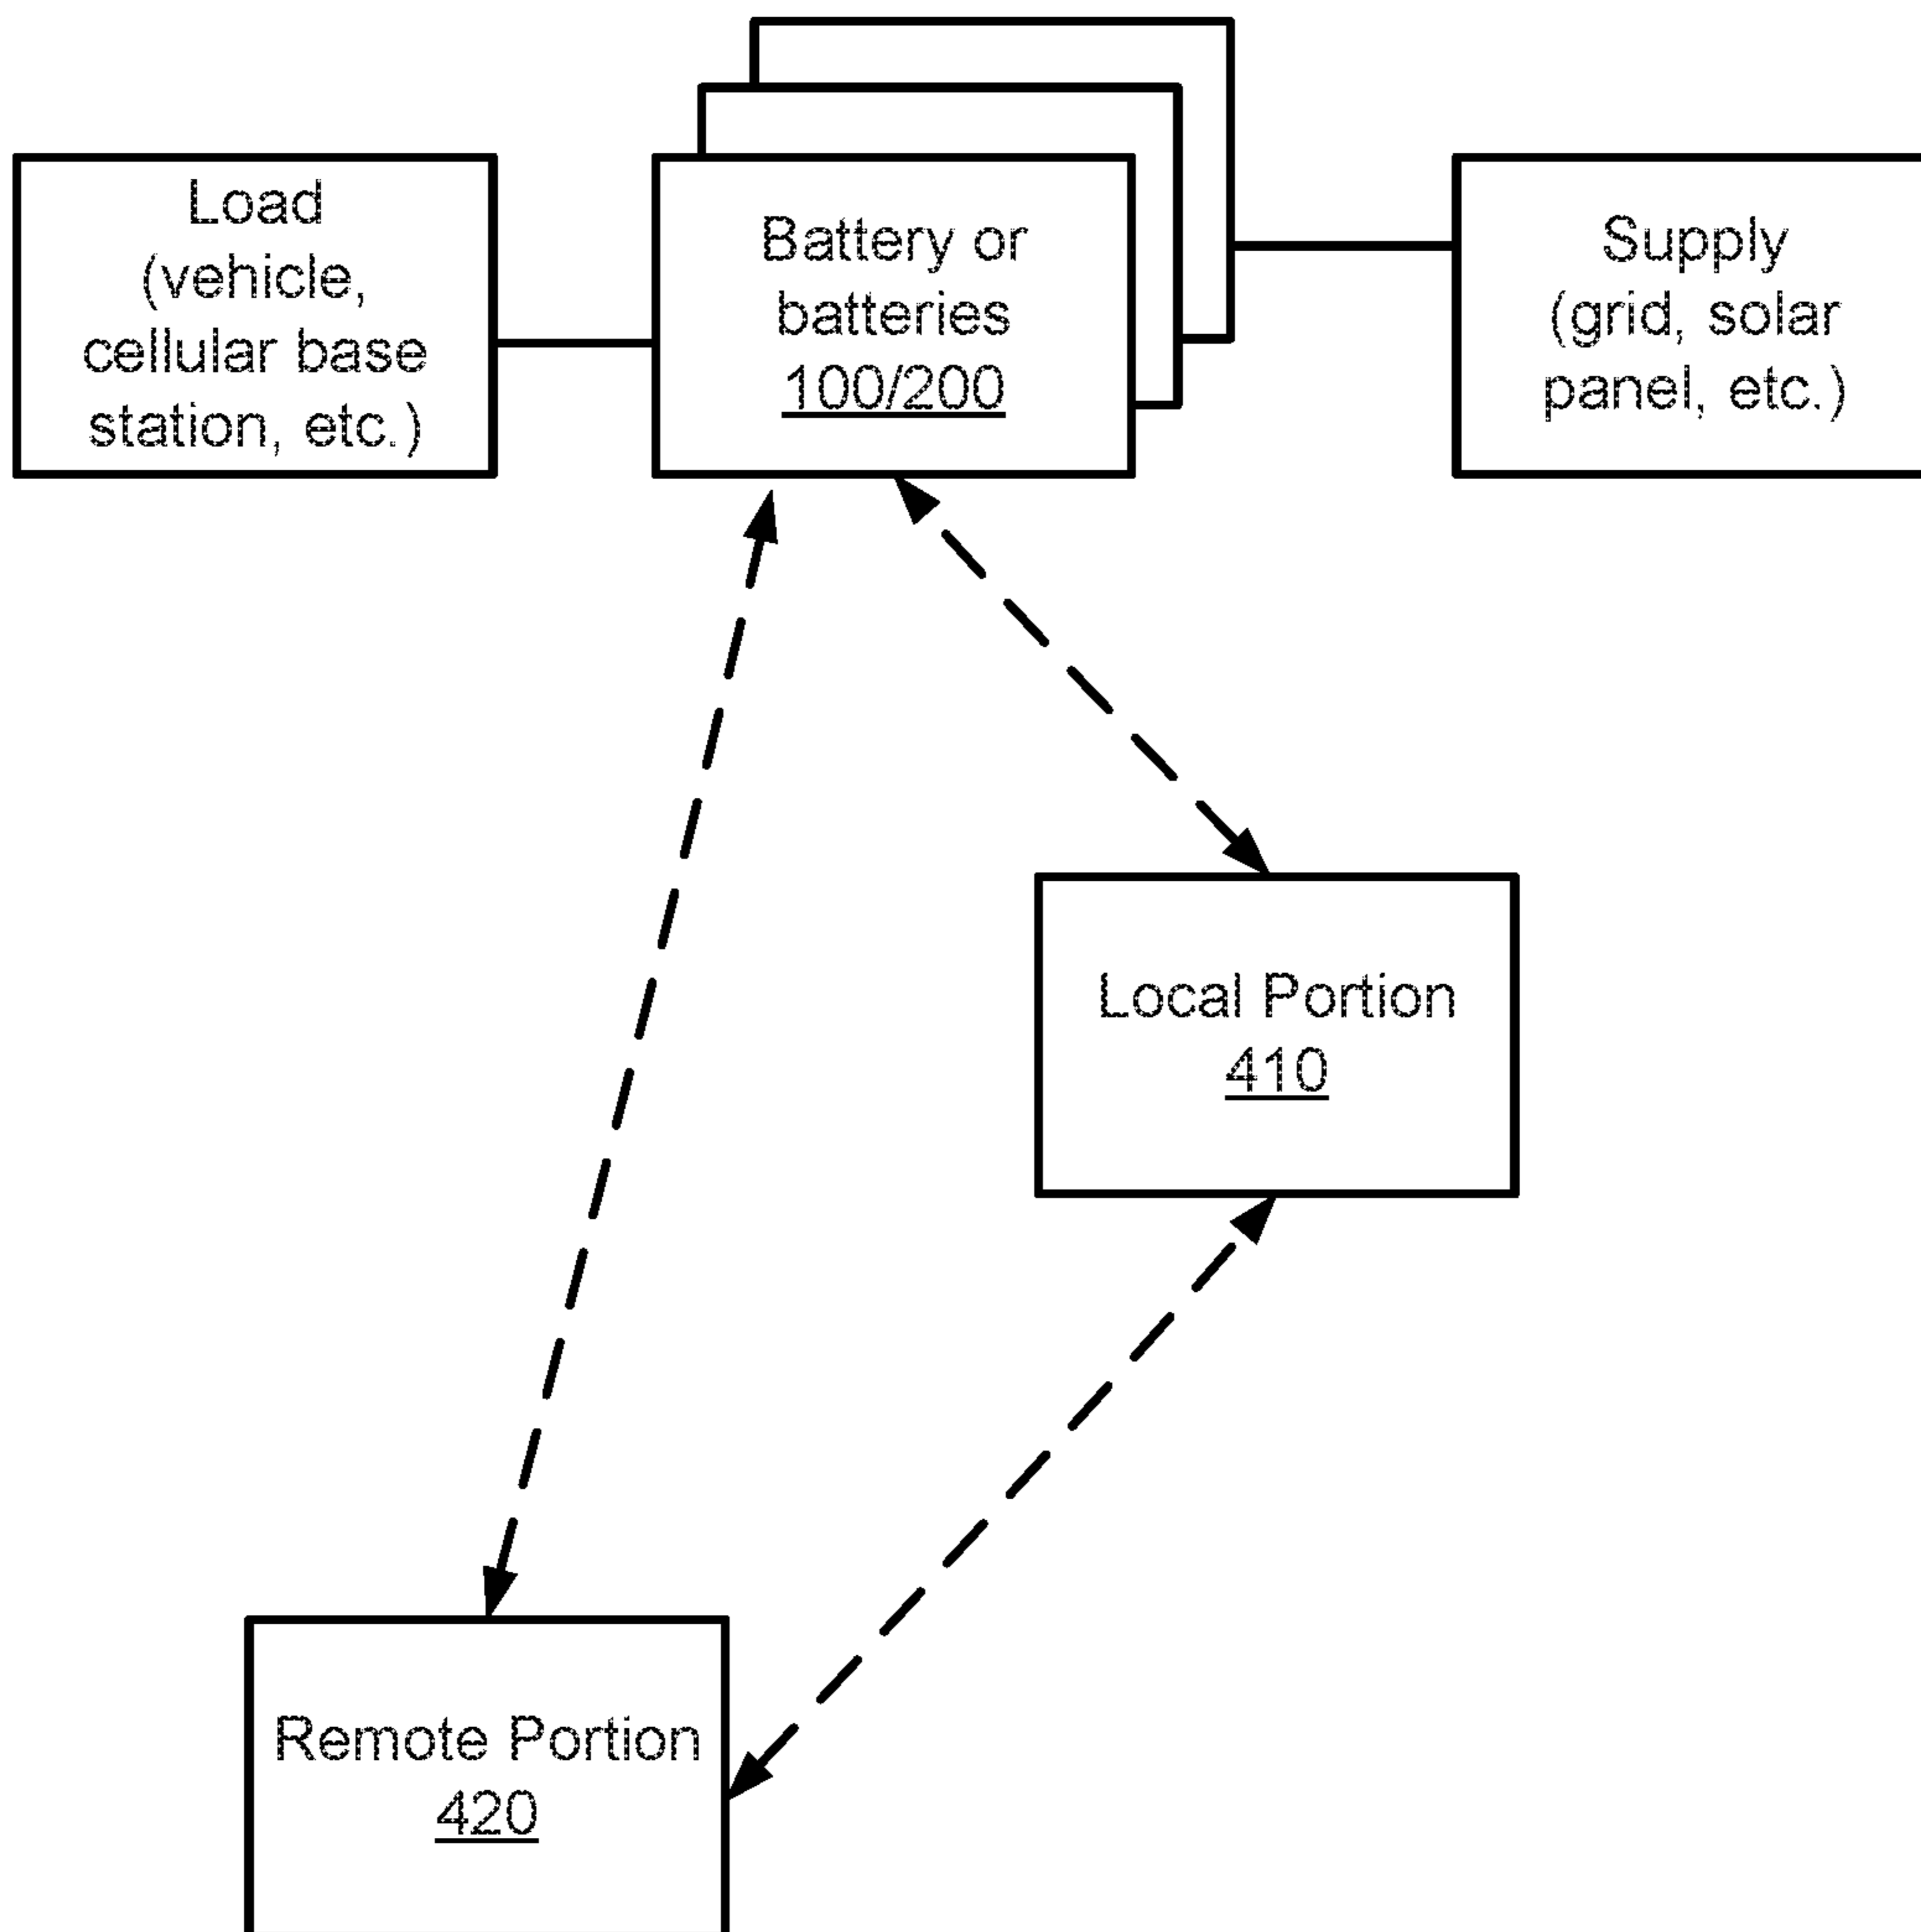 Load
(vehicle,
cellular base
station, etc.)
Battery or
batteries
100/200
Supply
(grid, solar
panel, etc.)
Local Portion
410
Remote Portion
420